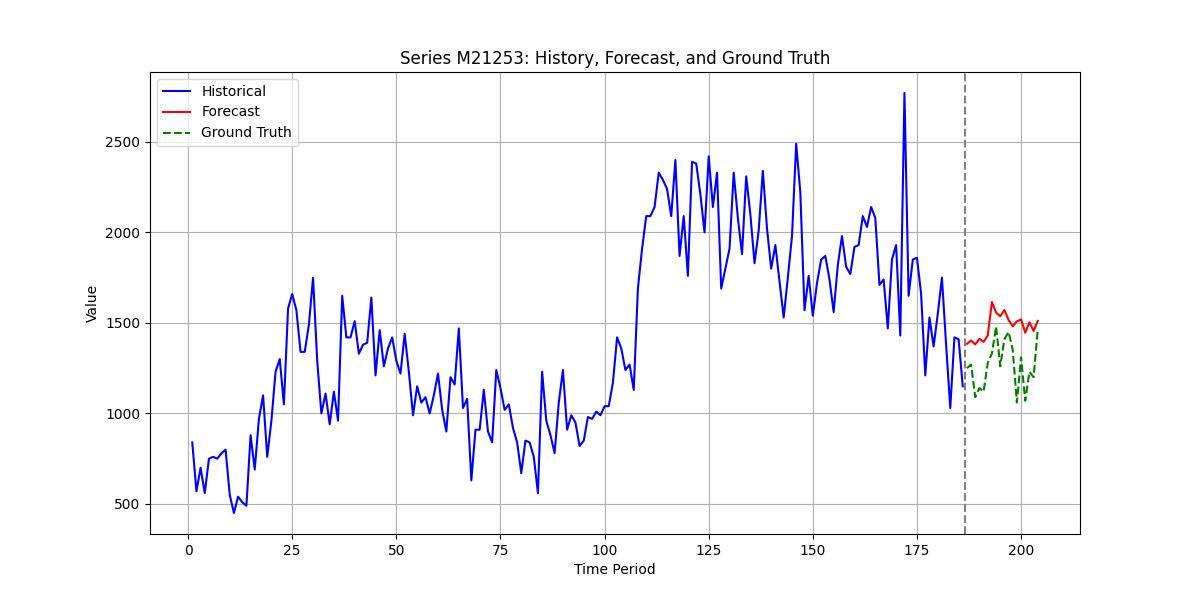 Series M21253: History, Forecast, and Ground Truth
Historical
Forecast
Ground Truth
Value
2500
2000
1500
1000
500
0 25 50 75 100 125 150 175 200
Time Period